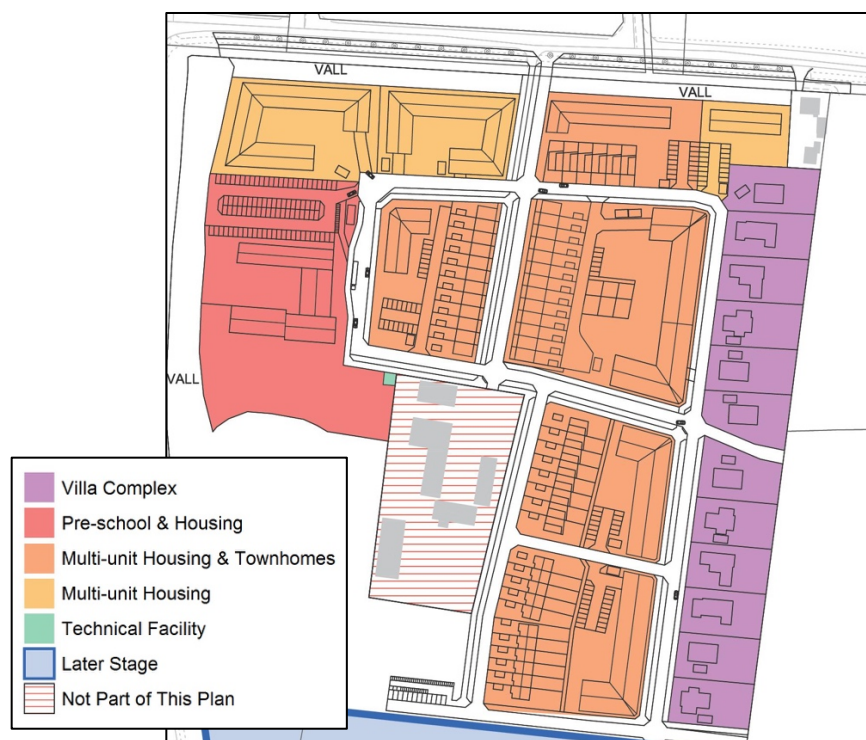 VALL
VALL
VALL
Villa Complex
Pre-school & Housing
Multi-unit Housing & Townhomes
Multi-unit Housing
Technical Facility
Later Stage
Not Part of This Plan